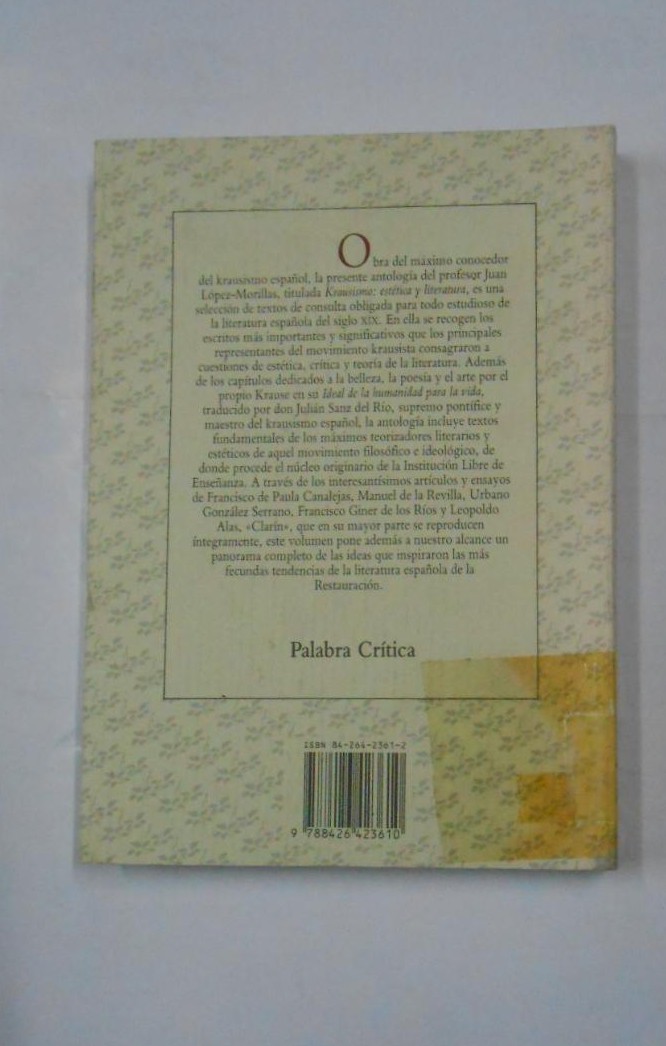 Obra del máximo conocedor
del krausismo español, la presente antología del profesor Juan
López-Morillas, titulada Krausismo: estética y literatura, es una
selección de textos de consulta obligada para todo estudioso de
la literatura española del siglo XIX. En ella se recogen los
escritos más importantes y significativos que los principales
representantes del movimiento krausista consagraron a
cuestiones de estética, crítica y teoría de la literatura. Además
de los capítulos dedicados a la belleza, la poesía y el arte por el
propio Krause en su Ideal de la humanidad para la vida,
traducido por don Julián Sanz del Río, supremo pontífice y
maestro del krausismo español, la antología incluye textos
fundamentales de los máximos teorizadores literarios y
estéticos de aquel movimiento filosófico e ideológico, de
donde procede el núcleo originario de la Institución Libre de
Enseñanza. A través de los interesantísimos artículos y ensayos
de Francisco de Paula Canalejas, Manuel de la Revilla, Urbano
González Serrano, Francisco Giner de los Ríos y Leopoldo
Alas, «Clarín», que en su mayor parte se reproducen
íntegramente, este volumen pone además a nuestro alcance un
panorama completo de las ideas que inspiraron las más
fecundas tendencias de la literatura española de la
Restauración.
Palabra Crítica
ISBN 84-264-2361-2
9 788426 423610